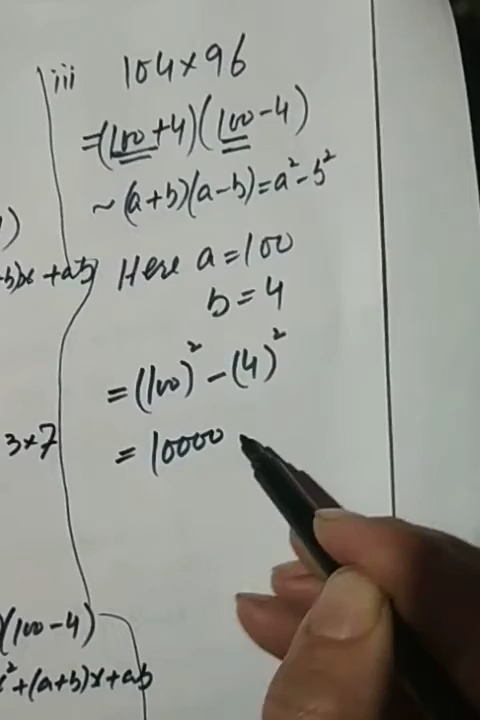 iii 104×96
=(100+4)(100-4)
~(a+b)(a-b)=a²-b²
Here a=100
b=4
=(100)²-(4)²
=10000
)
+ab
3×7
(100-4)
+(a+b)x+ab